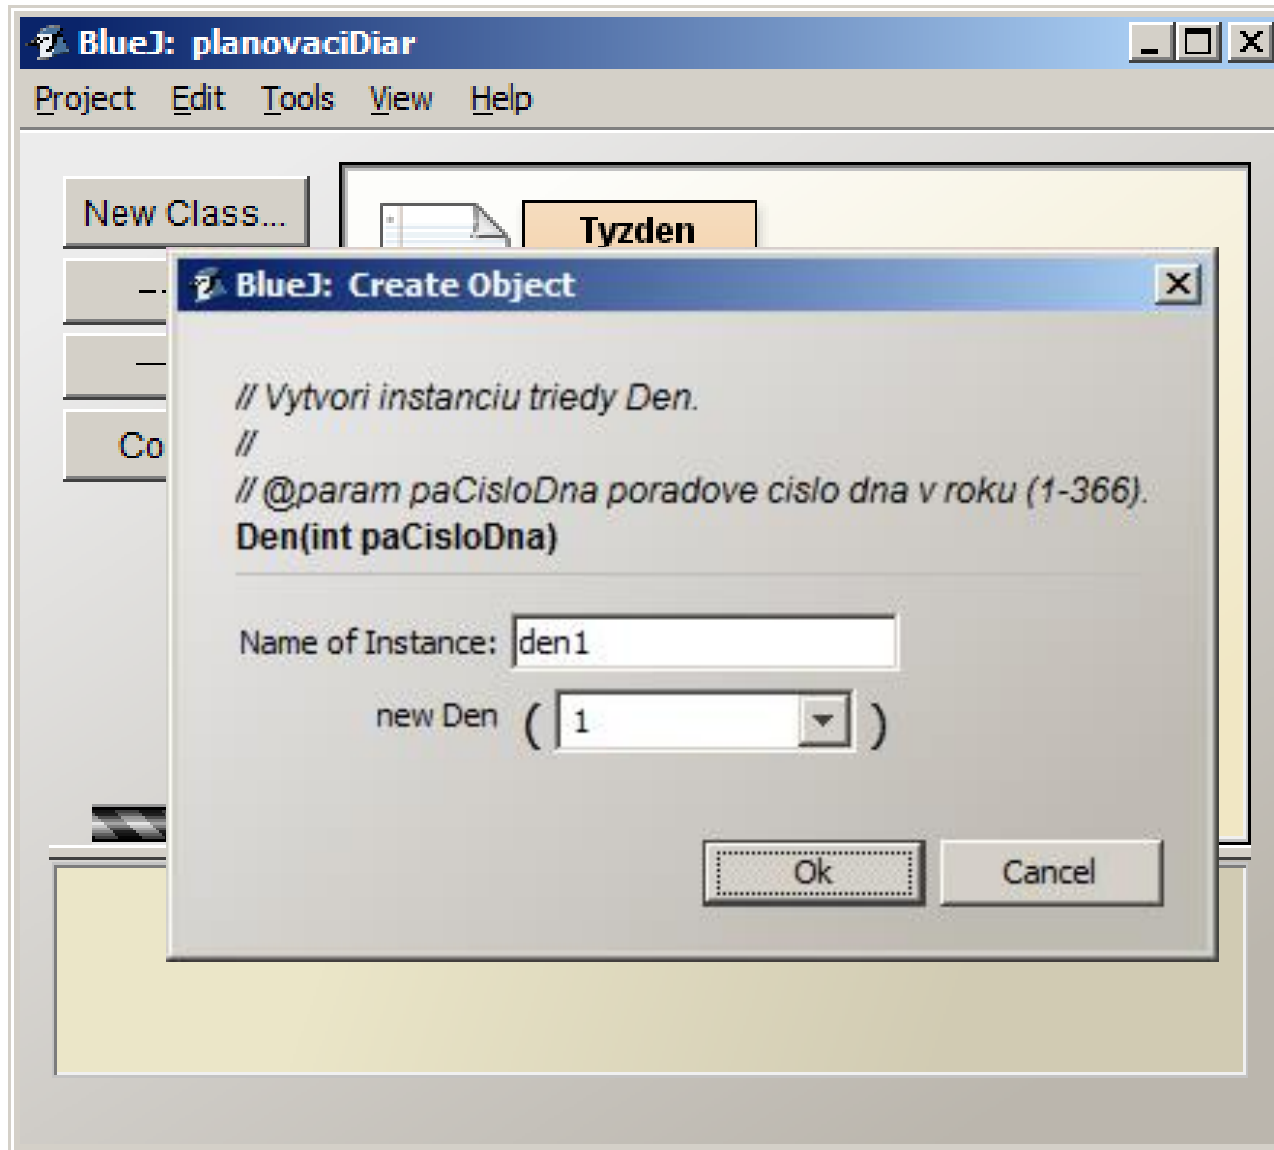 BlueJ: planovaciDiar
Project Edit Tools View Help
New Class...
Tyzden
BlueJ: Create Object
// Vytvori instanciu triedy Den.
//
// @param paCisloDna poradove cislo dna v roku (1-366).
Den(int paCisloDna)
Name of Instance: den1
new Den ( 1 )
Ok Cancel